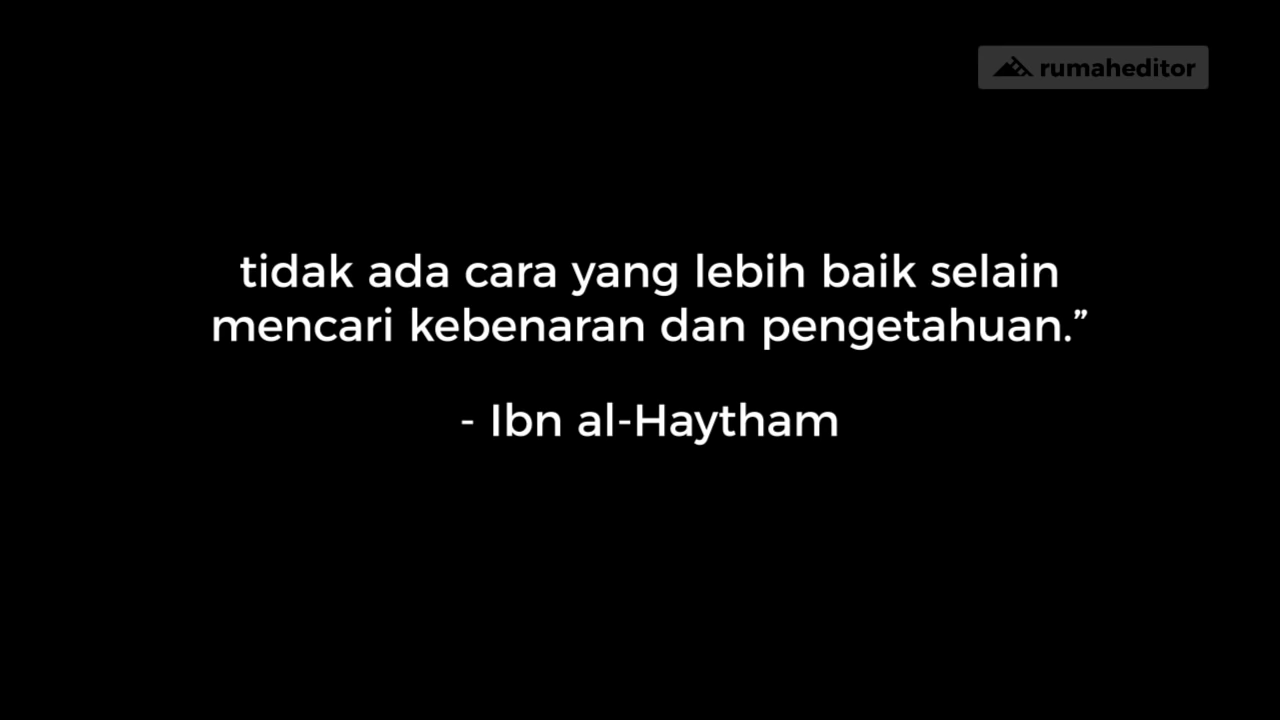 rumaheditor
tidak ada cara yang lebih baik selain
mencari kebenaran dan pengetahuan.”
- Ibn al-Haytham